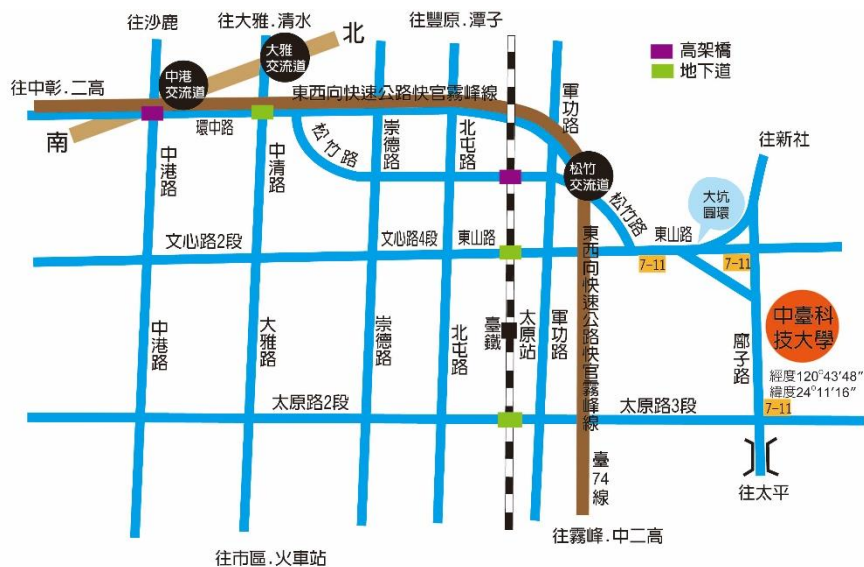 往沙鹿
往大雅.清水
往豐原.潭子
北
大雅
交流道
中港
交流道
高架橋
地下道
往中彰.二高
東西向快速公路快官霧峰線
軍功路
南
環中路
松竹路
崇德路
北屯路
往新社
中港路
中清路
松竹
交流道
松竹路
大坑
圓環
文心路2段
文心路4段
東山路
東山路
7-11
7-11
東西向快速公路快官霧峰線
中港路
大雅路
崇德路
北屯路
臺鐵
太原站
軍功路
廍子路
中臺科
技大學
經度120°43'48"
緯度24°11'16"
7-11
太原路2段
太原路3段
臺74線
往太平
往霧峰.中二高
往市區.火車站